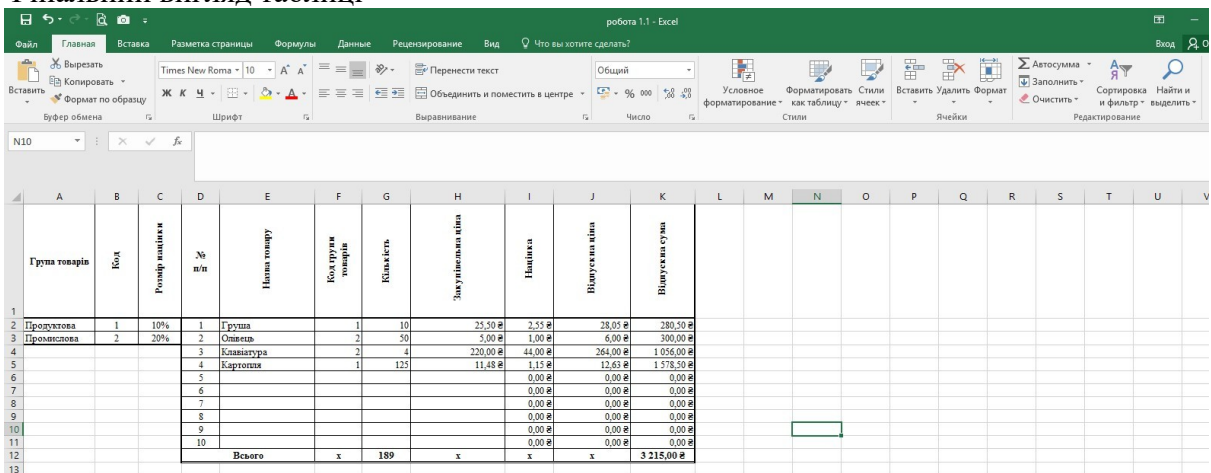 Фінальний вигляд таблиці
робота 1.1 - Excel
Файл Главная Вставка Разметка страницы Формулы Данные Рецензирование Вид Что вы хотите сделать? Вход
Вставить
Вырезать
Копировать
Формат по образцу
Буфер обмена
Times New Roma 10
Ж К Ч
Шрифт
Перенести текст
Объединить и поместить в центре
Выравнивание
Общий
% 000
Число
Условное форматирование
Форматировать как таблицу
Стили ячеек
Стили
Вставить Удалить Формат
Ячейки
Автосумма
Заполнить
Очистить
Сортировка и фильтр
Найти и выделить
Редактирование
N10 fx
A B C D E F G H I J K L M N O P Q R S T U V
1 Група товарів Код Розмір націнки № п/п Назва товару Код групи товарів Кількість Закупівельна ціна Націнка Відпускна ціна Відпускна сума
2 Продуктова 1 10% 1 Груша 1 10 25,50 ₴ 2,55 ₴ 28,05 ₴ 280,50 ₴
3 Промислова 2 20% 2 Олівець 2 50 5,00 ₴ 1,00 ₴ 6,00 ₴ 300,00 ₴
4 3 Клавіатура 2 4 220,00 ₴ 44,00 ₴ 264,00 ₴ 1 056,00 ₴
5 4 Картопля 1 125 11,48 ₴ 1,15 ₴ 12,63 ₴ 1 578,50 ₴
6 5 0,00 ₴ 0,00 ₴ 0,00 ₴
7 6 0,00 ₴ 0,00 ₴ 0,00 ₴
8 7 0,00 ₴ 0,00 ₴ 0,00 ₴
9 8 0,00 ₴ 0,00 ₴ 0,00 ₴
10 9 0,00 ₴ 0,00 ₴ 0,00 ₴
11 10 0,00 ₴ 0,00 ₴ 0,00 ₴
12 Всього х 189 х х х 3 215,00 ₴
13